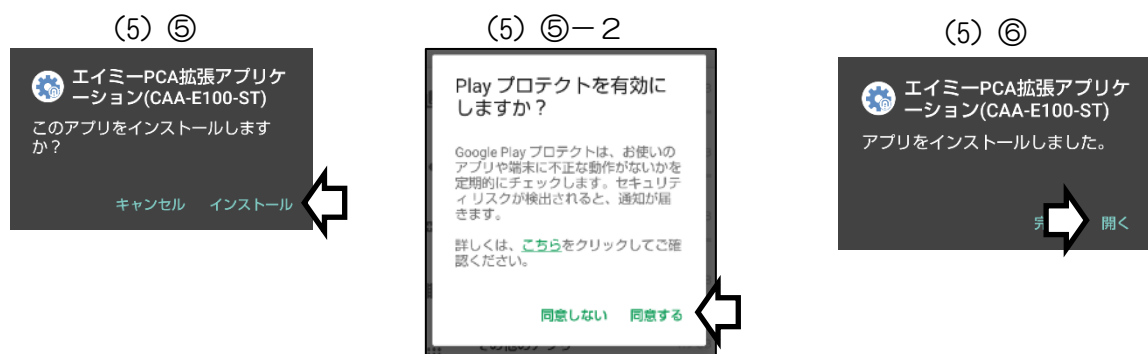 (5) ⑤
エイミーPCA拡張アプリケ
ーション(CAA-E100-ST)
このアプリをインストールします
か？
キャンセル インストール
(5) ⑤－２
Play プロテクトを有効に
しますか？
Google Play プロテクトは、お使いの
アプリや端末に不正な動作がないかを
定期的にチェックします。セキュリテ
ィ リスクが検出されると、通知が届
きます。
詳しくは、こちらをクリックしてご確
認ください。
同意しない 同意する
その他のアプリ
(5) ⑥
エイミーPCA拡張アプリケ
ーション(CAA-E100-ST)
アプリをインストールしました。
開く